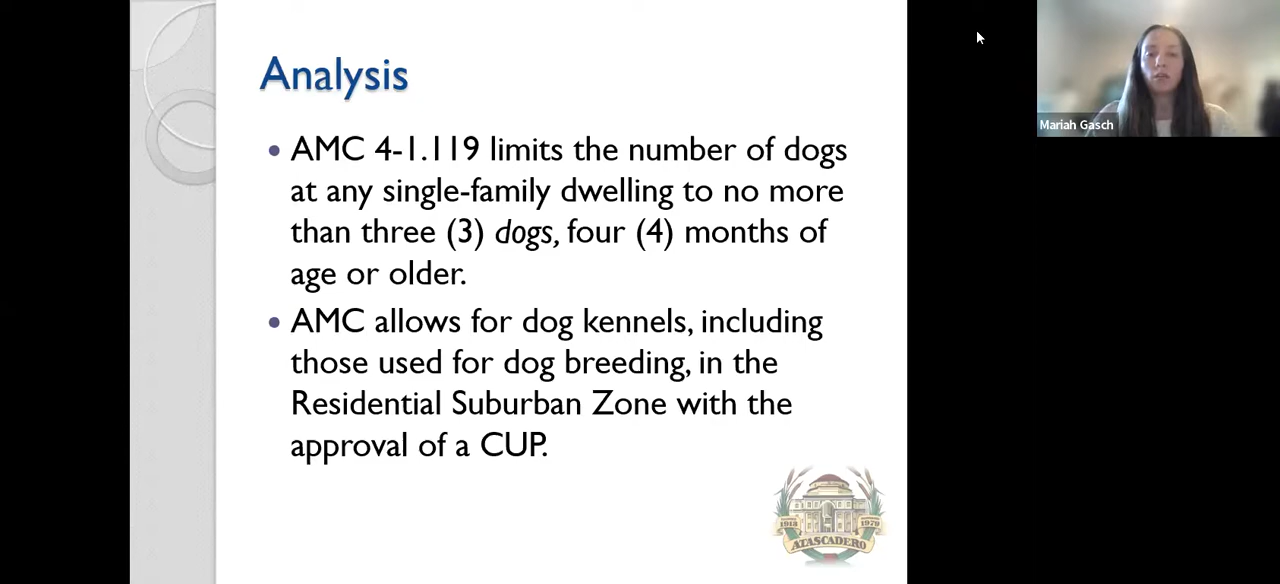 Analysis
• AMC 4-1.119 limits the number of dogs
at any single-family dwelling to no more
than three (3) dogs, four (4) months of
age or older.
• AMC allows for dog kennels, including
those used for dog breeding, in the
Residential Suburban Zone with the
approval of a CUP.
Mariah Gasch
1913
1979
ATASCADERO